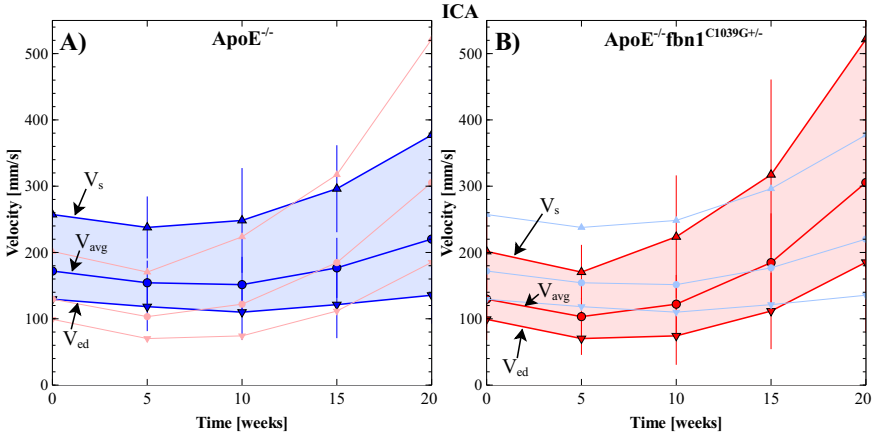 ICA
A)
ApoE-/-
B)
ApoE-/-fbn1C1039G+/-
Velocity [mm/s]
500
400
300
200
100
0
Vs
Vavg
Ved
0
5
10
15
20
Time [weeks]
Velocity [mm/s]
500
400
300
200
100
0
Vs
Vavg
Ved
0
5
10
15
20
Time [weeks]